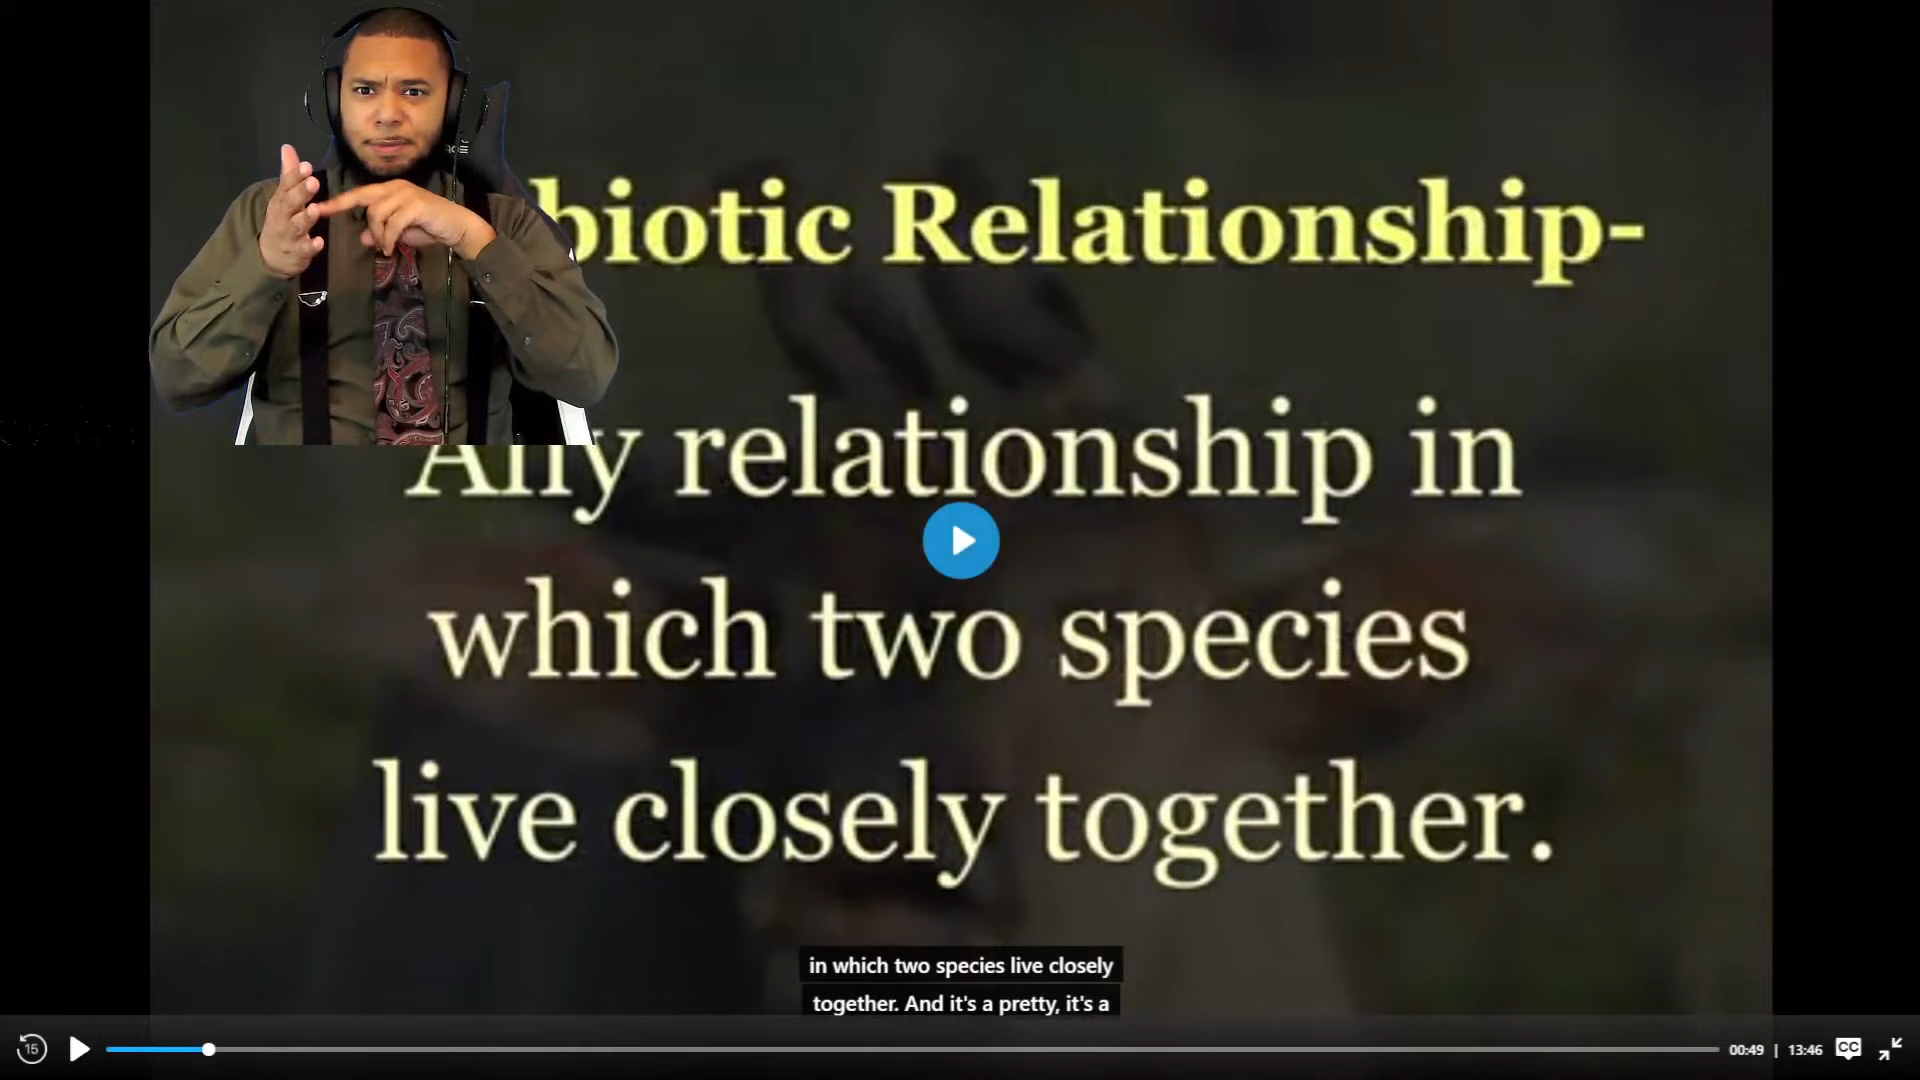 biotic Relationship-
Any relationship in
which two species
live closely together.
in which two species live closely
together. And it's a pretty, it's a
15
00:49 | 13:46
CC